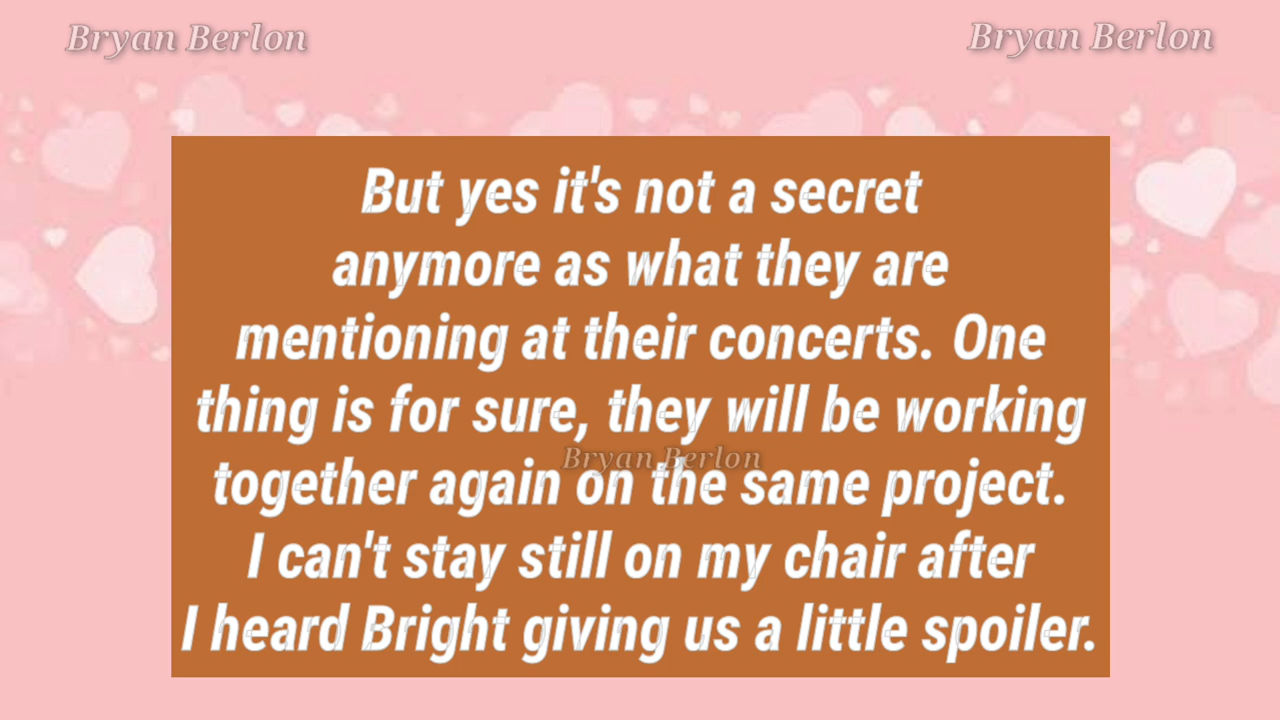 Bryan Berlon
Bryan Berlon
But yes it's not a secret
anymore as what they are
mentioning at their concerts. One
thing is for sure, they will be working
Bryan Berlon
together again on the same project.
I can't stay still on my chair after
I heard Bright giving us a little spoiler.